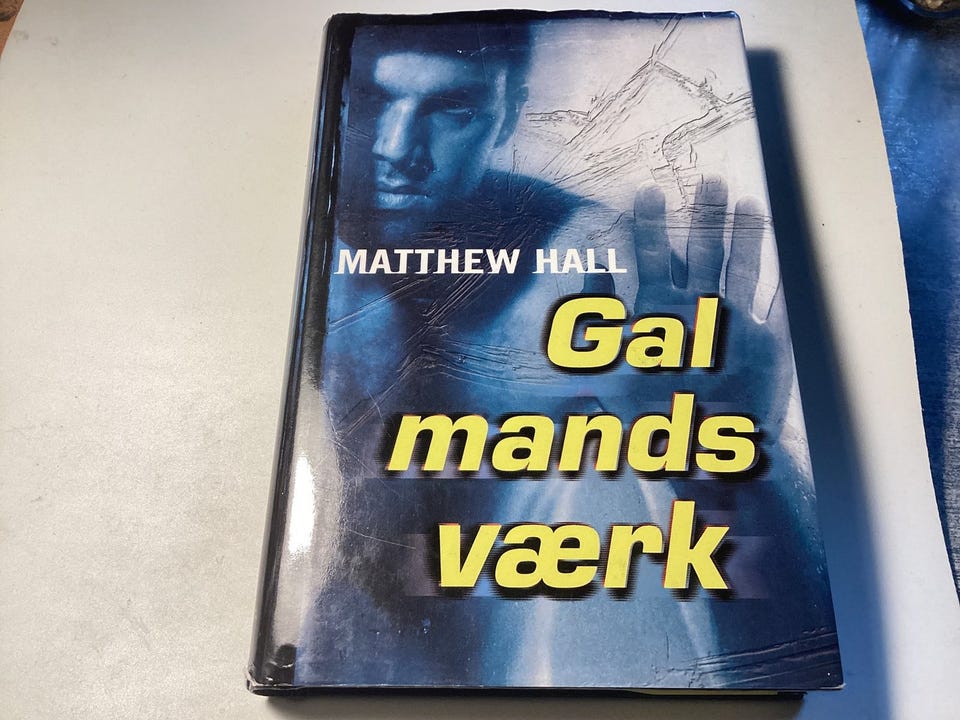 MATTHEW HALL
Gal
mands
værk